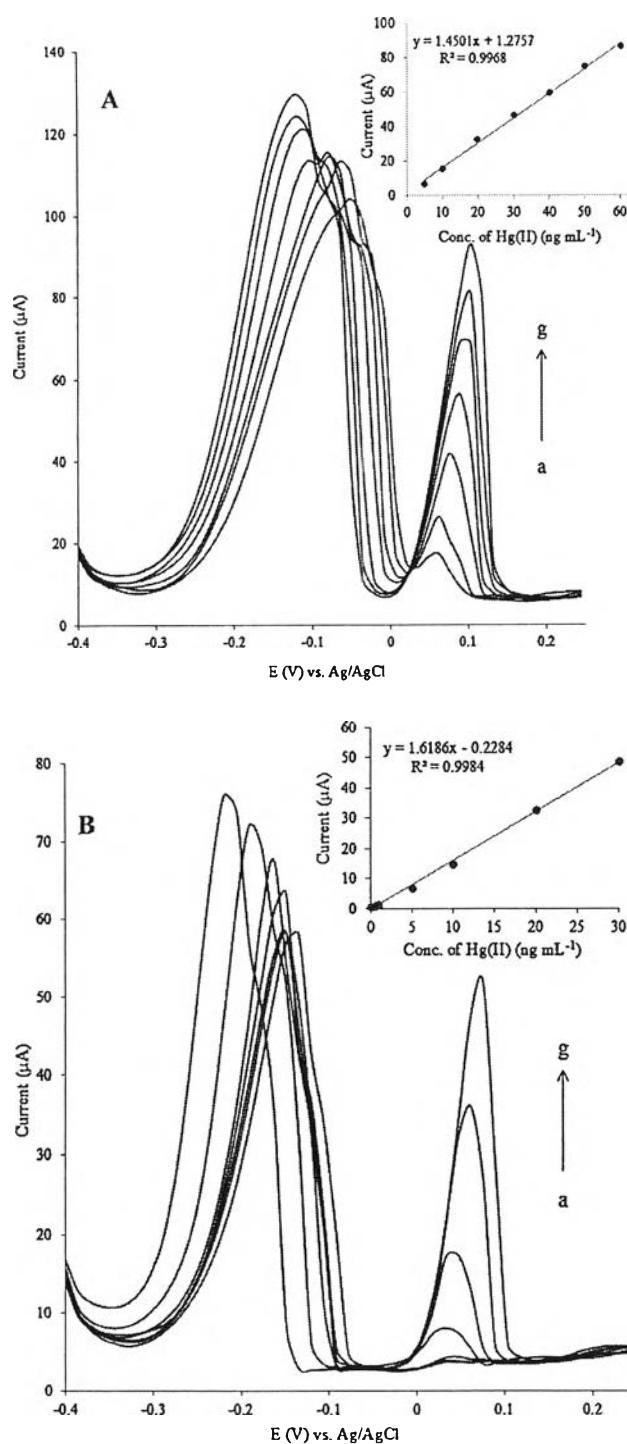 A
y = 1.4501x + 1.2757
R² = 0.9968
Current (µA)
100
80
60
40
20
0
0 10 20 30 40 50 60
Conc. of Hg(II) (ng mL⁻¹)
Current (µA)
140
120
100
80
60
40
20
0
g
a
-0.4 -0.3 -0.2 -0.1 0 0.1 0.2
E (V) vs. Ag/AgCl
B
y = 1.6186x - 0.2284
R² = 0.9984
Current (µA)
60
50
40
30
20
10
0
0 5 10 15 20 25 30
Conc. of Hg(II) (ng mL⁻¹)
Current (µA)
80
70
60
50
40
30
20
10
0
g
a
-0.4 -0.3 -0.2 -0.1 0 0.1 0.2
E (V) vs. Ag/AgCl